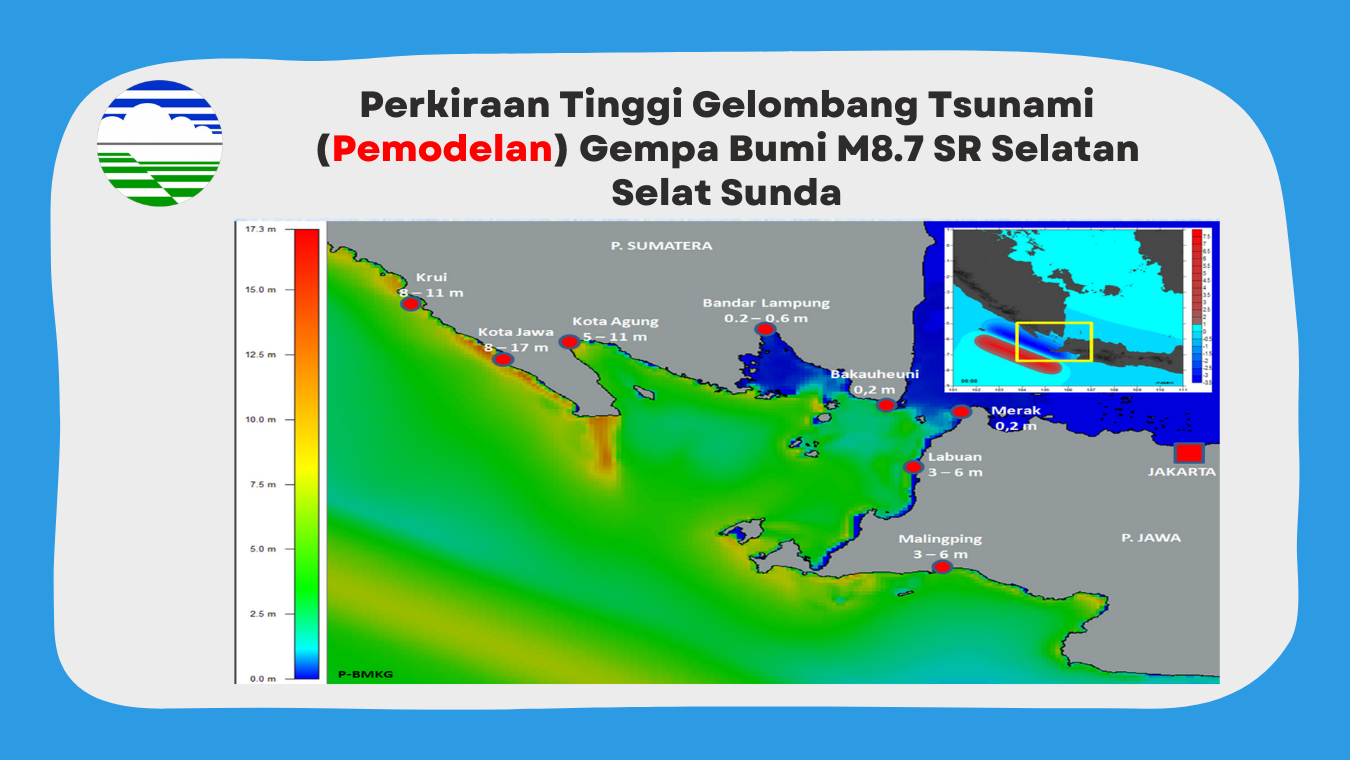 Perkiraan Tinggi Gelombang Tsunami
(Pemodelan) Gempa Bumi M8.7 SR Selatan
Selat Sunda
17.3 m
15.0 m
12.5 m
10.0 m
7.5 m
5.0 m
2.5 m
0.0 m
P. SUMATERA
Krui
8 – 11 m
Kota Jawa
8 – 17 m
Kota Agung
5 – 11 m
Bandar Lampung
0.2 – 0.6 m
Bakauheuni
0,2 m
Merak
0,2 m
Labuan
3 – 6 m
JAKARTA
Malingping
3 – 6 m
P. JAWA
P-BMKG
00:00